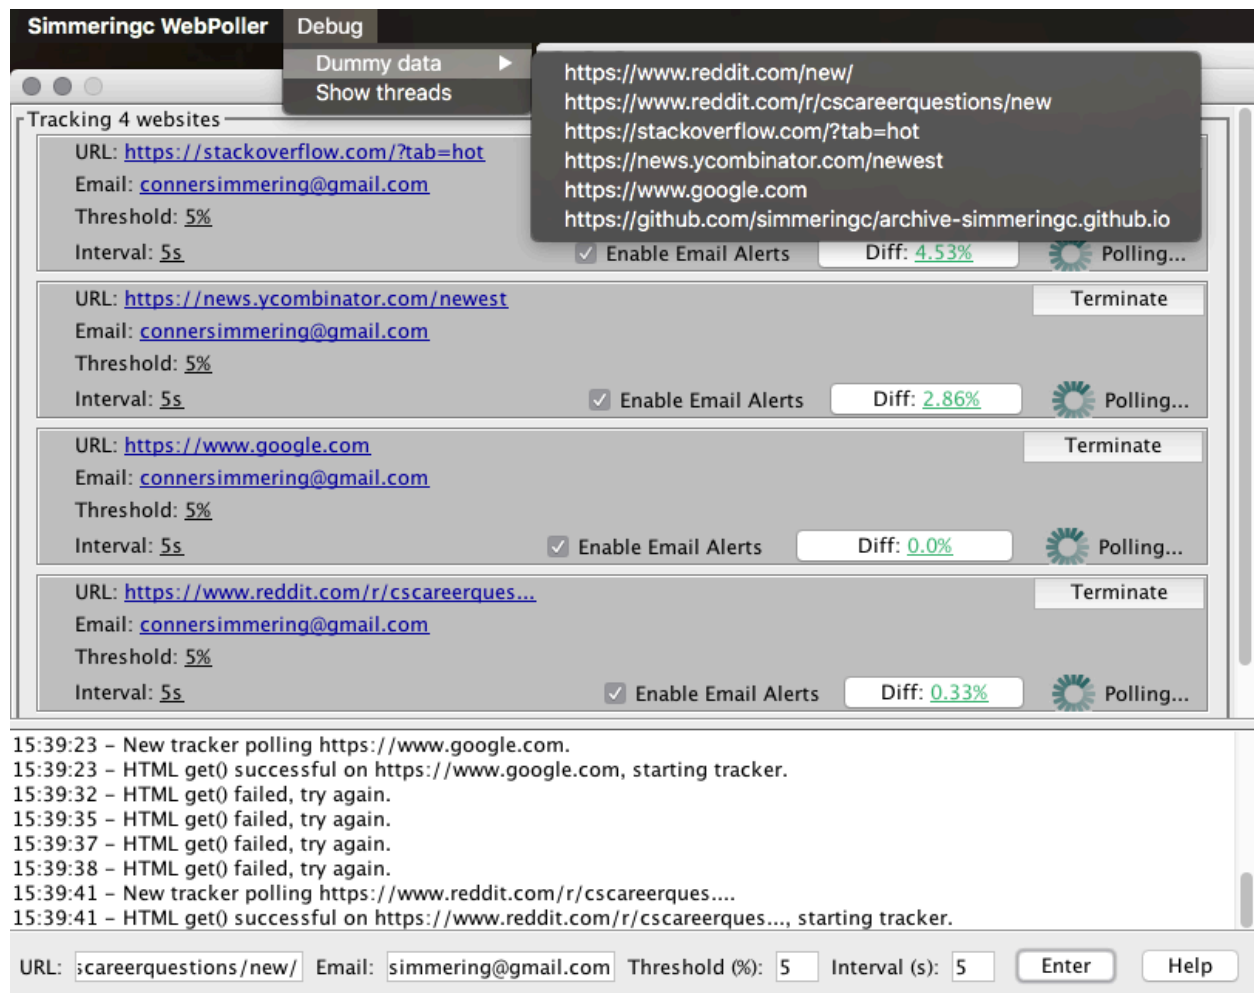 Simmeringc WebPoller Debug
Dummy data
Show threads
https://www.reddit.com/new/
https://www.reddit.com/r/cscareerquestions/new
https://stackoverflow.com/?tab=hot
https://news.ycombinator.com/newest
https://www.google.com
https://github.com/simmeringc/archive-simmeringc.github.io
Tracking 4 websites
URL: https://stackoverflow.com/?tab=hot
Email: connersimmering@gmail.com
Threshold: 5%
Interval: 5s Enable Email Alerts Diff: 4.53% Polling...
URL: https://news.ycombinator.com/newest Terminate
Email: connersimmering@gmail.com
Threshold: 5%
Interval: 5s Enable Email Alerts Diff: 2.86% Polling...
URL: https://www.google.com Terminate
Email: connersimmering@gmail.com
Threshold: 5%
Interval: 5s Enable Email Alerts Diff: 0.0% Polling...
URL: https://www.reddit.com/r/cscareerques... Terminate
Email: connersimmering@gmail.com
Threshold: 5%
Interval: 5s Enable Email Alerts Diff: 0.33% Polling...
15:39:23 – New tracker polling https://www.google.com.
15:39:23 – HTML get() successful on https://www.google.com, starting tracker.
15:39:32 – HTML get() failed, try again.
15:39:35 – HTML get() failed, try again.
15:39:37 – HTML get() failed, try again.
15:39:38 – HTML get() failed, try again.
15:39:41 – New tracker polling https://www.reddit.com/r/cscareerques....
15:39:41 – HTML get() successful on https://www.reddit.com/r/cscareerques..., starting tracker.
URL: scareerquestions/new/ Email: simmering@gmail.com Threshold (%): 5 Interval (s): 5 Enter Help